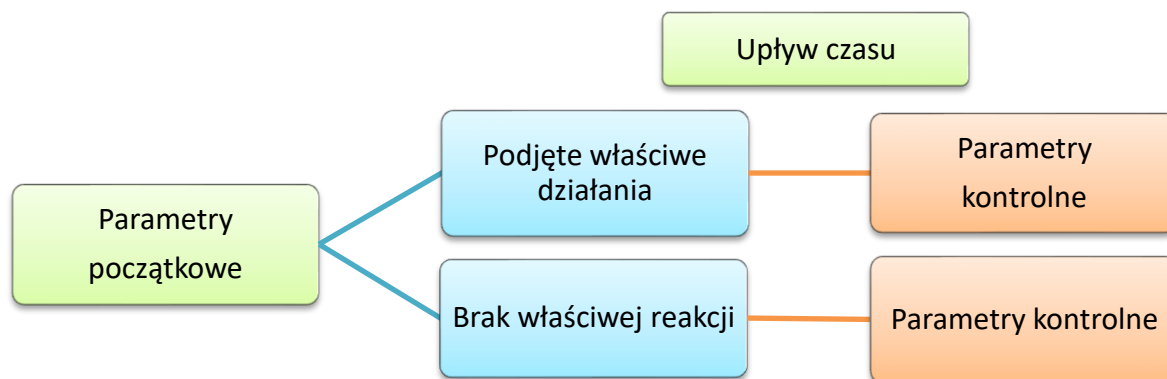 Upływ czasu
Parametry
początkowe
Podjęte właściwe
działania
Parametry
kontrolne
Brak właściwej reakcji
Parametry kontrolne